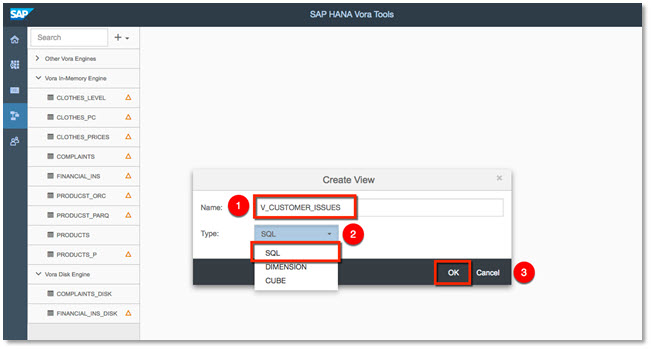 SAP
SAP HANA Vora Tools
Search
Other Vora Engines
Vora In-Memory Engine
CLOTHES_LEVEL
CLOTHES_PC
CLOTHES_PRICES
COMPLAINTS
FINANCIAL_INS
PRODUCST_ORC
PRODUCST_PARQ
PRODUCTS
PRODUCTS_P
Vora Disk Engine
COMPLAINTS_DISK
FINANCIAL_INS_DISK
Create View
Name: 1 V_CUSTOMER_ISSUES
Type: SQL 2
SQL
DIMENSION
CUBE
OK Cancel 3